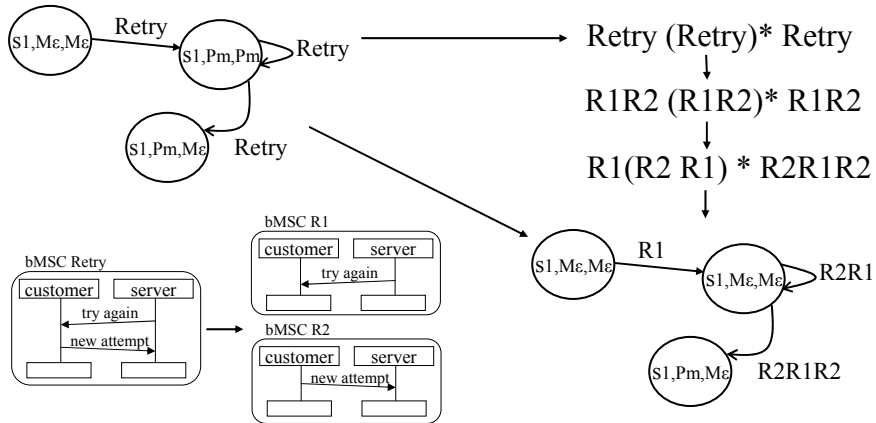 S1,Mε,Mε
Retry
S1,Pm,Pm
Retry
S1,Pm,Mε
Retry
Retry (Retry)* Retry
R1R2 (R1R2)* R1R2
R1(R2 R1) * R2R1R2
S1,Mε,Mε
R1
S1,Mε,Mε
R2R1
S1,Pm,Mε
R2R1R2
bMSC Retry
customer server
try again
new attempt
bMSC R1
customer server
try again
bMSC R2
customer server
new attempt